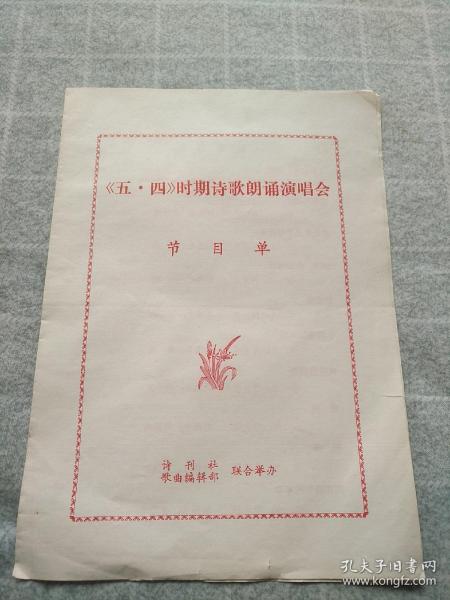 《五·四》时期诗歌朗诵演唱会
节目单
诗刊社
歌曲编辑部 联合举办
孔夫子旧书网
www.kongfz.com